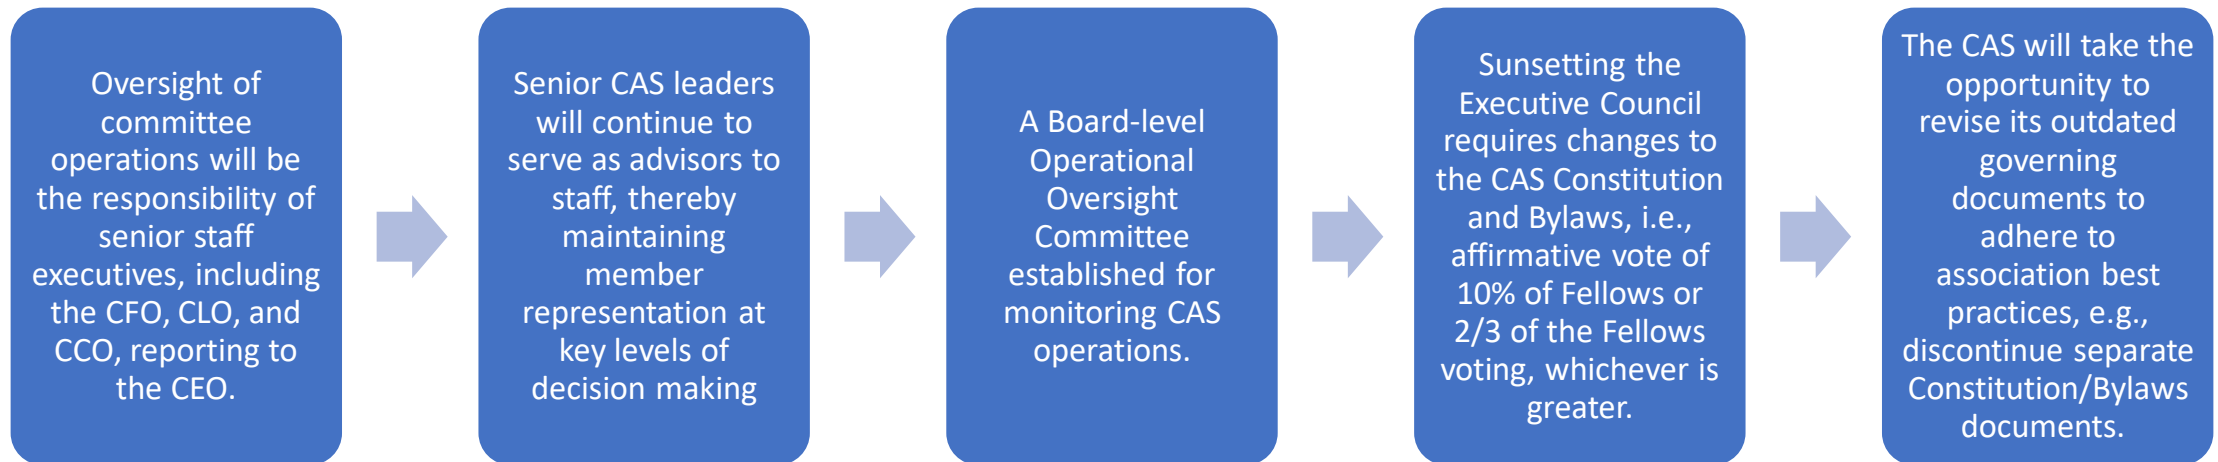 Oversight of
committee
operations will be
the responsibility of
senior staff
executives, including
the CFO, CLO, and
CCO, reporting to
the CEO.
Senior CAS leaders
will continue to
serve as advisors to
staff, thereby
maintaining
member
representation at
key levels of
decision making
A Board-level
Operational
Oversight
Committee
established for
monitoring CAS
operations.
Sunsetting the
Executive Council
requires changes to
the CAS Constitution
and Bylaws, i.e.,
affirmative vote of
10% of Fellows or
2/3 of the Fellows
voting, whichever is
greater.
The CAS will take the
opportunity to
revise its outdated
governing
documents to
adhere to
association best
practices, e.g.,
discontinue separate
Constitution/Bylaws
documents.